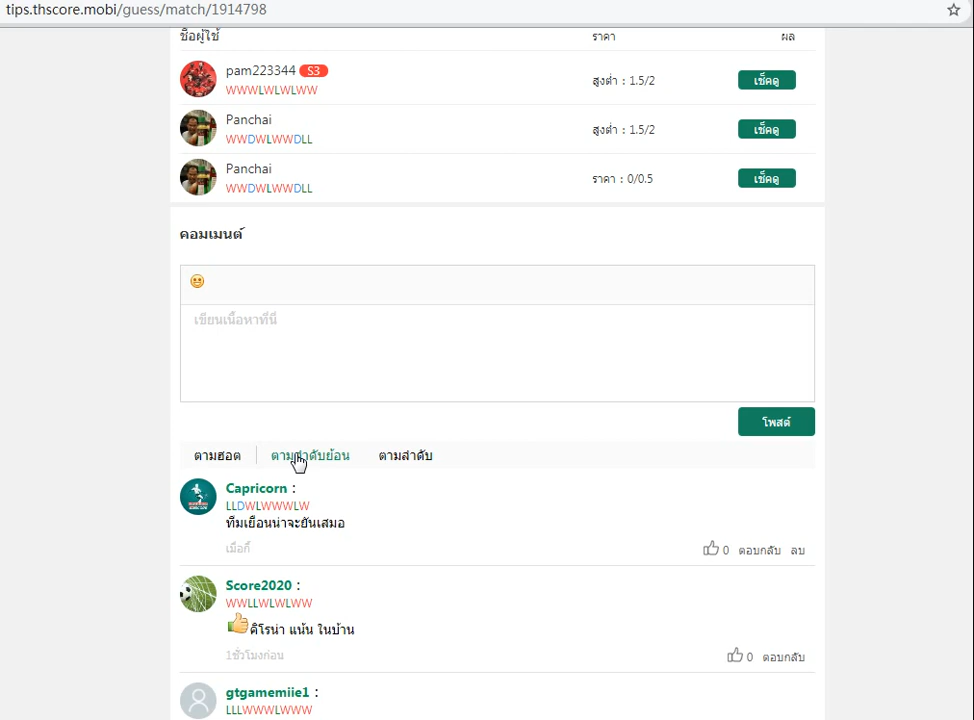 tips.thscore.mobi/guess/match/1914798
ชื่อผู้ใช้ ราคา ผล
pam223344 S3
WWWLWLWLWW
สูงต่ำ : 1.5/2 เช็คดู
Panchai
WWDWLWWDLL
สูงต่ำ : 1.5/2 เช็คดู
Panchai
WWDWLWWDLL
ราคา : 0/0.5 เช็คดู
คอมเมนต์
เขียนเนื้อหาที่นี่
โพสต์
ตามฮอต ตามลำดับย้อน ตามลำดับ
Capricorn :
LLDWLWWWLW
ทีมเยือนน่าจะยันเสมอ
เมื่อกี้ 0 ตอบกลับ ลบ
Score2020 :
WWLLWLWLWW
คิโรน่า แน้น ในบ้าน
1ชั่วโมงก่อน 0 ตอบกลับ
gtgamemiie1 :
LLLWWWLWWW